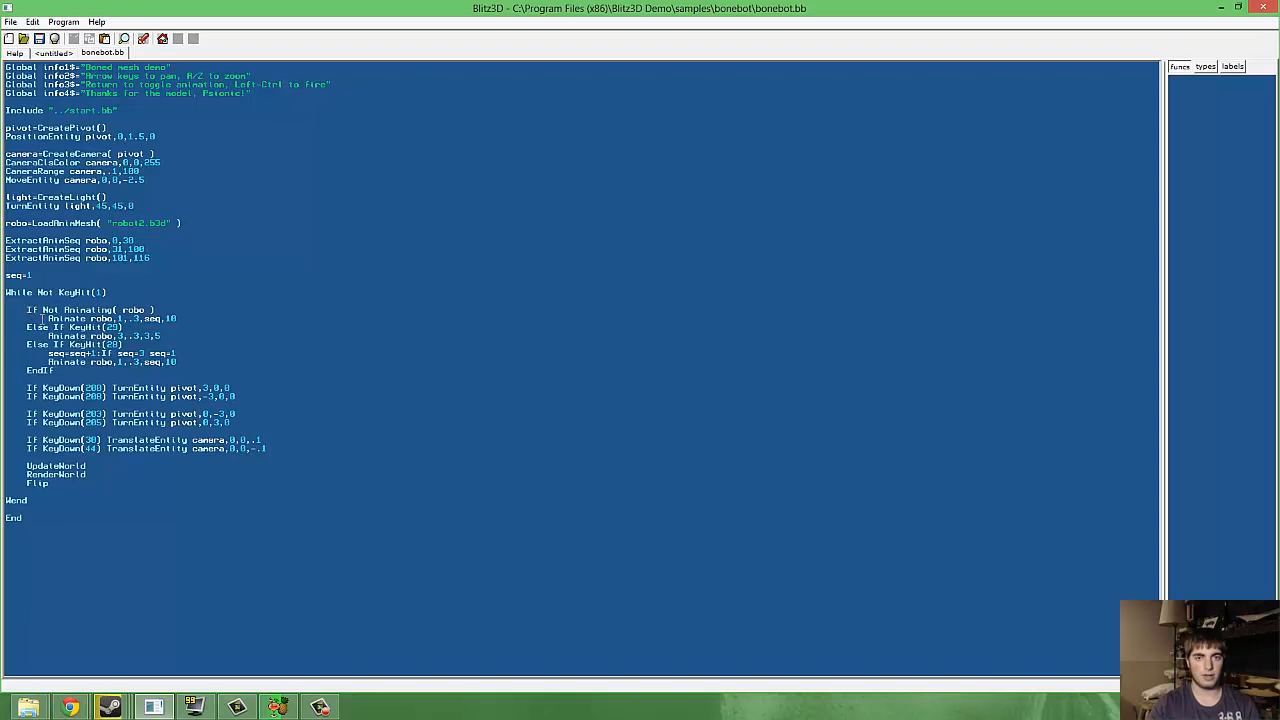 Blitz3D - C:\Program Files (x86)\Blitz3D Demo\samples\bonebot\bonebot.bb
File Edit Program Help
Help <untitled> bonebot.bb
funcs types labels
Global info1$="Boned mesh demo"
Global info2$="Arrow keys to pan, A/Z to zoom"
Global info3$="Return to toggle animation, Left-Ctrl to fire"
Global info4$="Thanks for the model, Psionic!"
Include "../start.bb"
pivot=CreatePivot()
PositionEntity pivot,0,1.5,0
camera=CreateCamera( pivot )
CameraClsColor camera,0,0,255
CameraRange camera,.1,100
MoveEntity camera,0,0,-2.5
light=CreateLight()
TurnEntity light,45,45,0
robo=LoadAnimMesh( "robot2.b3d" )
ExtractAnimSeq robo,0,30
ExtractAnimSeq robo,31,100
ExtractAnimSeq robo,101,116
seq=1
While Not KeyHit(1)
If Not Animating( robo )
Animate robo,1,.3,seq,10
Else If KeyHit(29)
Animate robo,3,.3,3,5
Else If KeyHit(28)
seq=seq+1:If seq=3 seq=1
Animate robo,1,.3,seq,10
EndIf
If KeyDown(200) TurnEntity pivot,3,0,0
If KeyDown(208) TurnEntity pivot,-3,0,0
If KeyDown(203) TurnEntity pivot,0,-3,0
If KeyDown(205) TurnEntity pivot,0,3,0
If KeyDown(30) TranslateEntity camera,0,0,.1
If KeyDown(44) TranslateEntity camera,0,0,-.1
UpdateWorld
RenderWorld
Flip
Wend
End
99